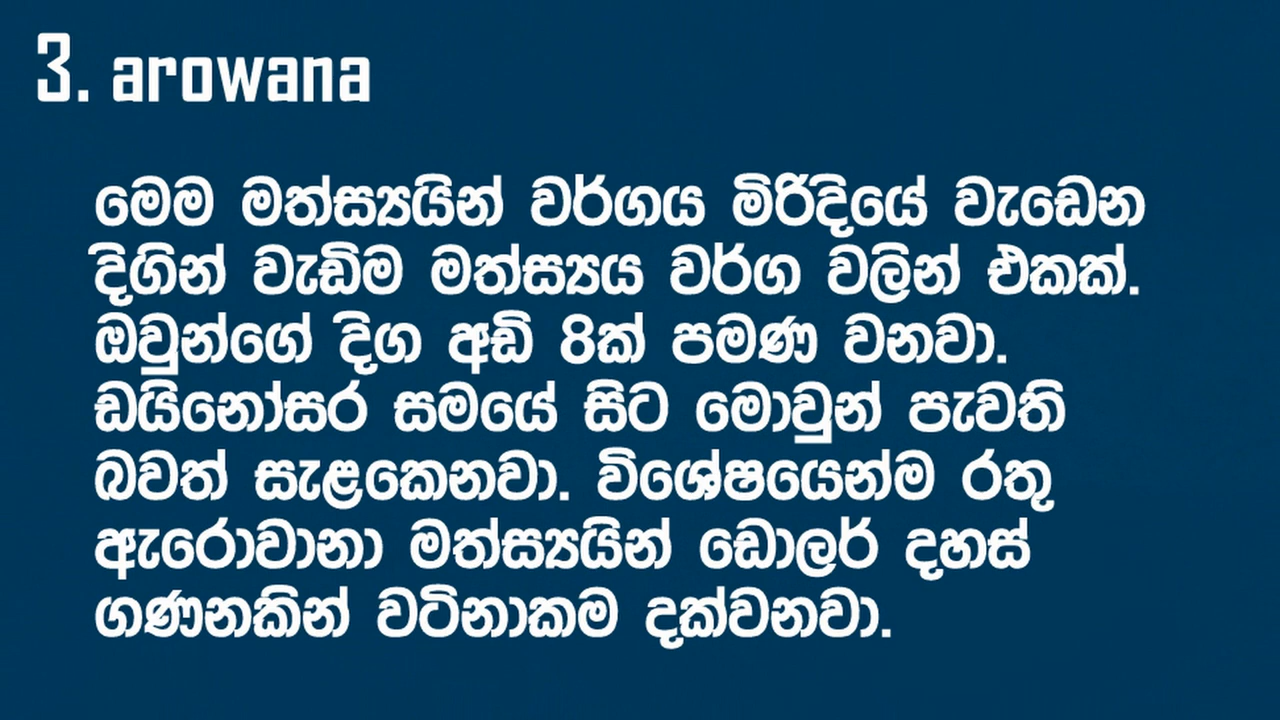 3. arowana
මෙම මත්ස්‍යයින් වර්ගය මිරිදියේ වැඩෙන
දිගින් වැඩිම මත්ස්‍යය වර්ග වලින් එකක්.
ඔවුන්ගේ දිග අඩි 8ක් පමණ වනවා.
ඩයිනෝසර සමයේ සිට මොවුන් පැවති
බවත් සැළකෙනවා. විශේෂයෙන්ම රතු
ඇරොවානා මත්ස්‍යයින් ඩොලර් දහස්
ගණනකින් වටිනාකම දක්වනවා.